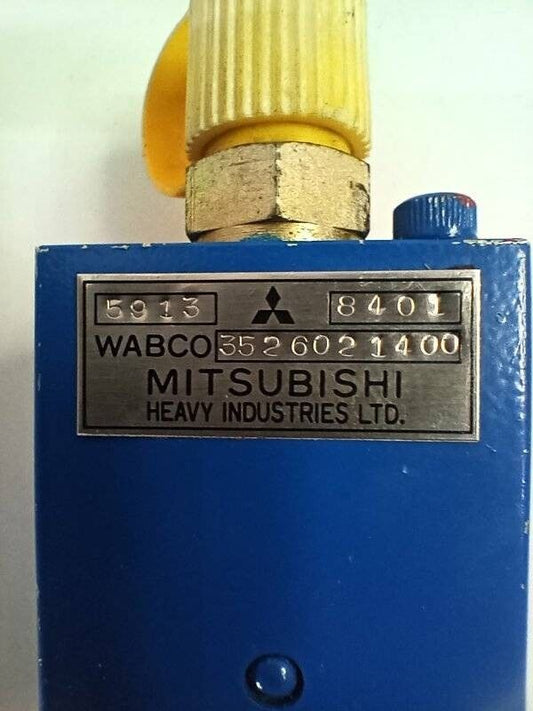 5913 8401
WABCO 3526021400
MITSUBISHI
HEAVY INDUSTRIES LTD.